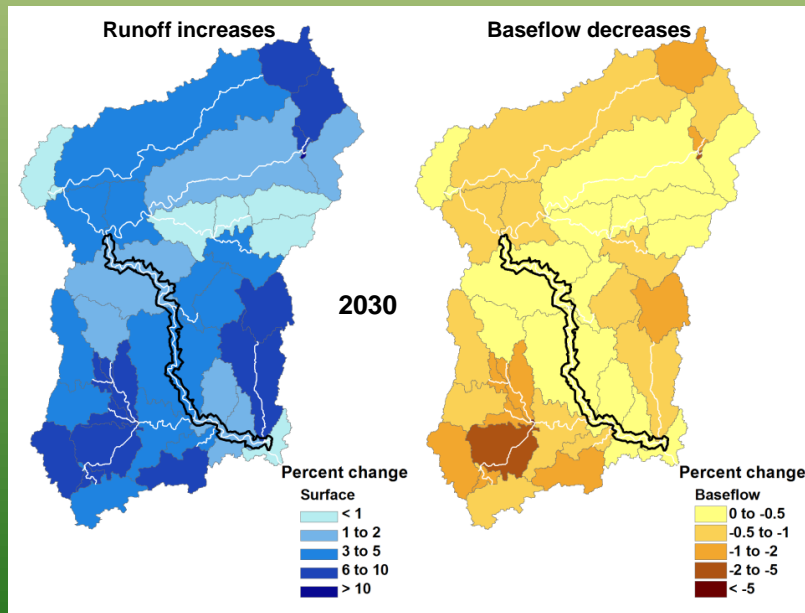 Runoff increases
Baseflow decreases
2030
Percent change
Surface
< 1
1 to 2
3 to 5
6 to 10
> 10
Percent change
Baseflow
0 to -0.5
-0.5 to -1
-1 to -2
-2 to -5
< -5